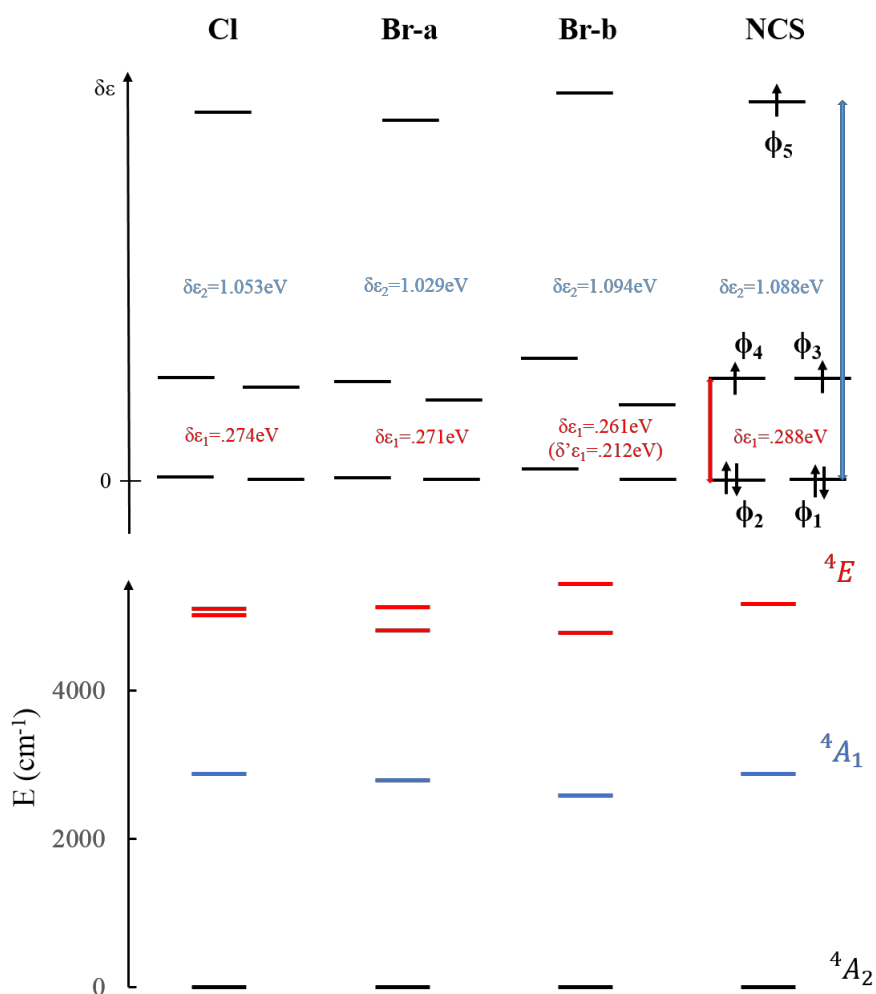 Cl Br-a Br-b NCS
δε
ϕ₅
δε₂=1.053eV δε₂=1.029eV δε₂=1.094eV δε₂=1.088eV
ϕ₄ ϕ₃
δε₁=.274eV δε₁=.271eV δε₁=.261eV δε₁=.288eV
(δ’ε₁=.212eV)
0
ϕ₂ ϕ₁
⁴E
4000
⁴A₁
E (cm⁻¹)
2000
⁴A₂
0